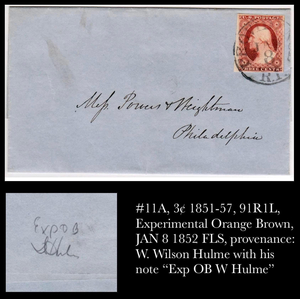 Mess Powers & Weightman
Philadelphia
Exp OB
#11A, 3¢ 1851-57, 91R1L,
Experimental Orange Brown,
JAN 8 1852 FLS, provenance:
W. Wilson Hulme with his
note “Exp OB W Hulme”